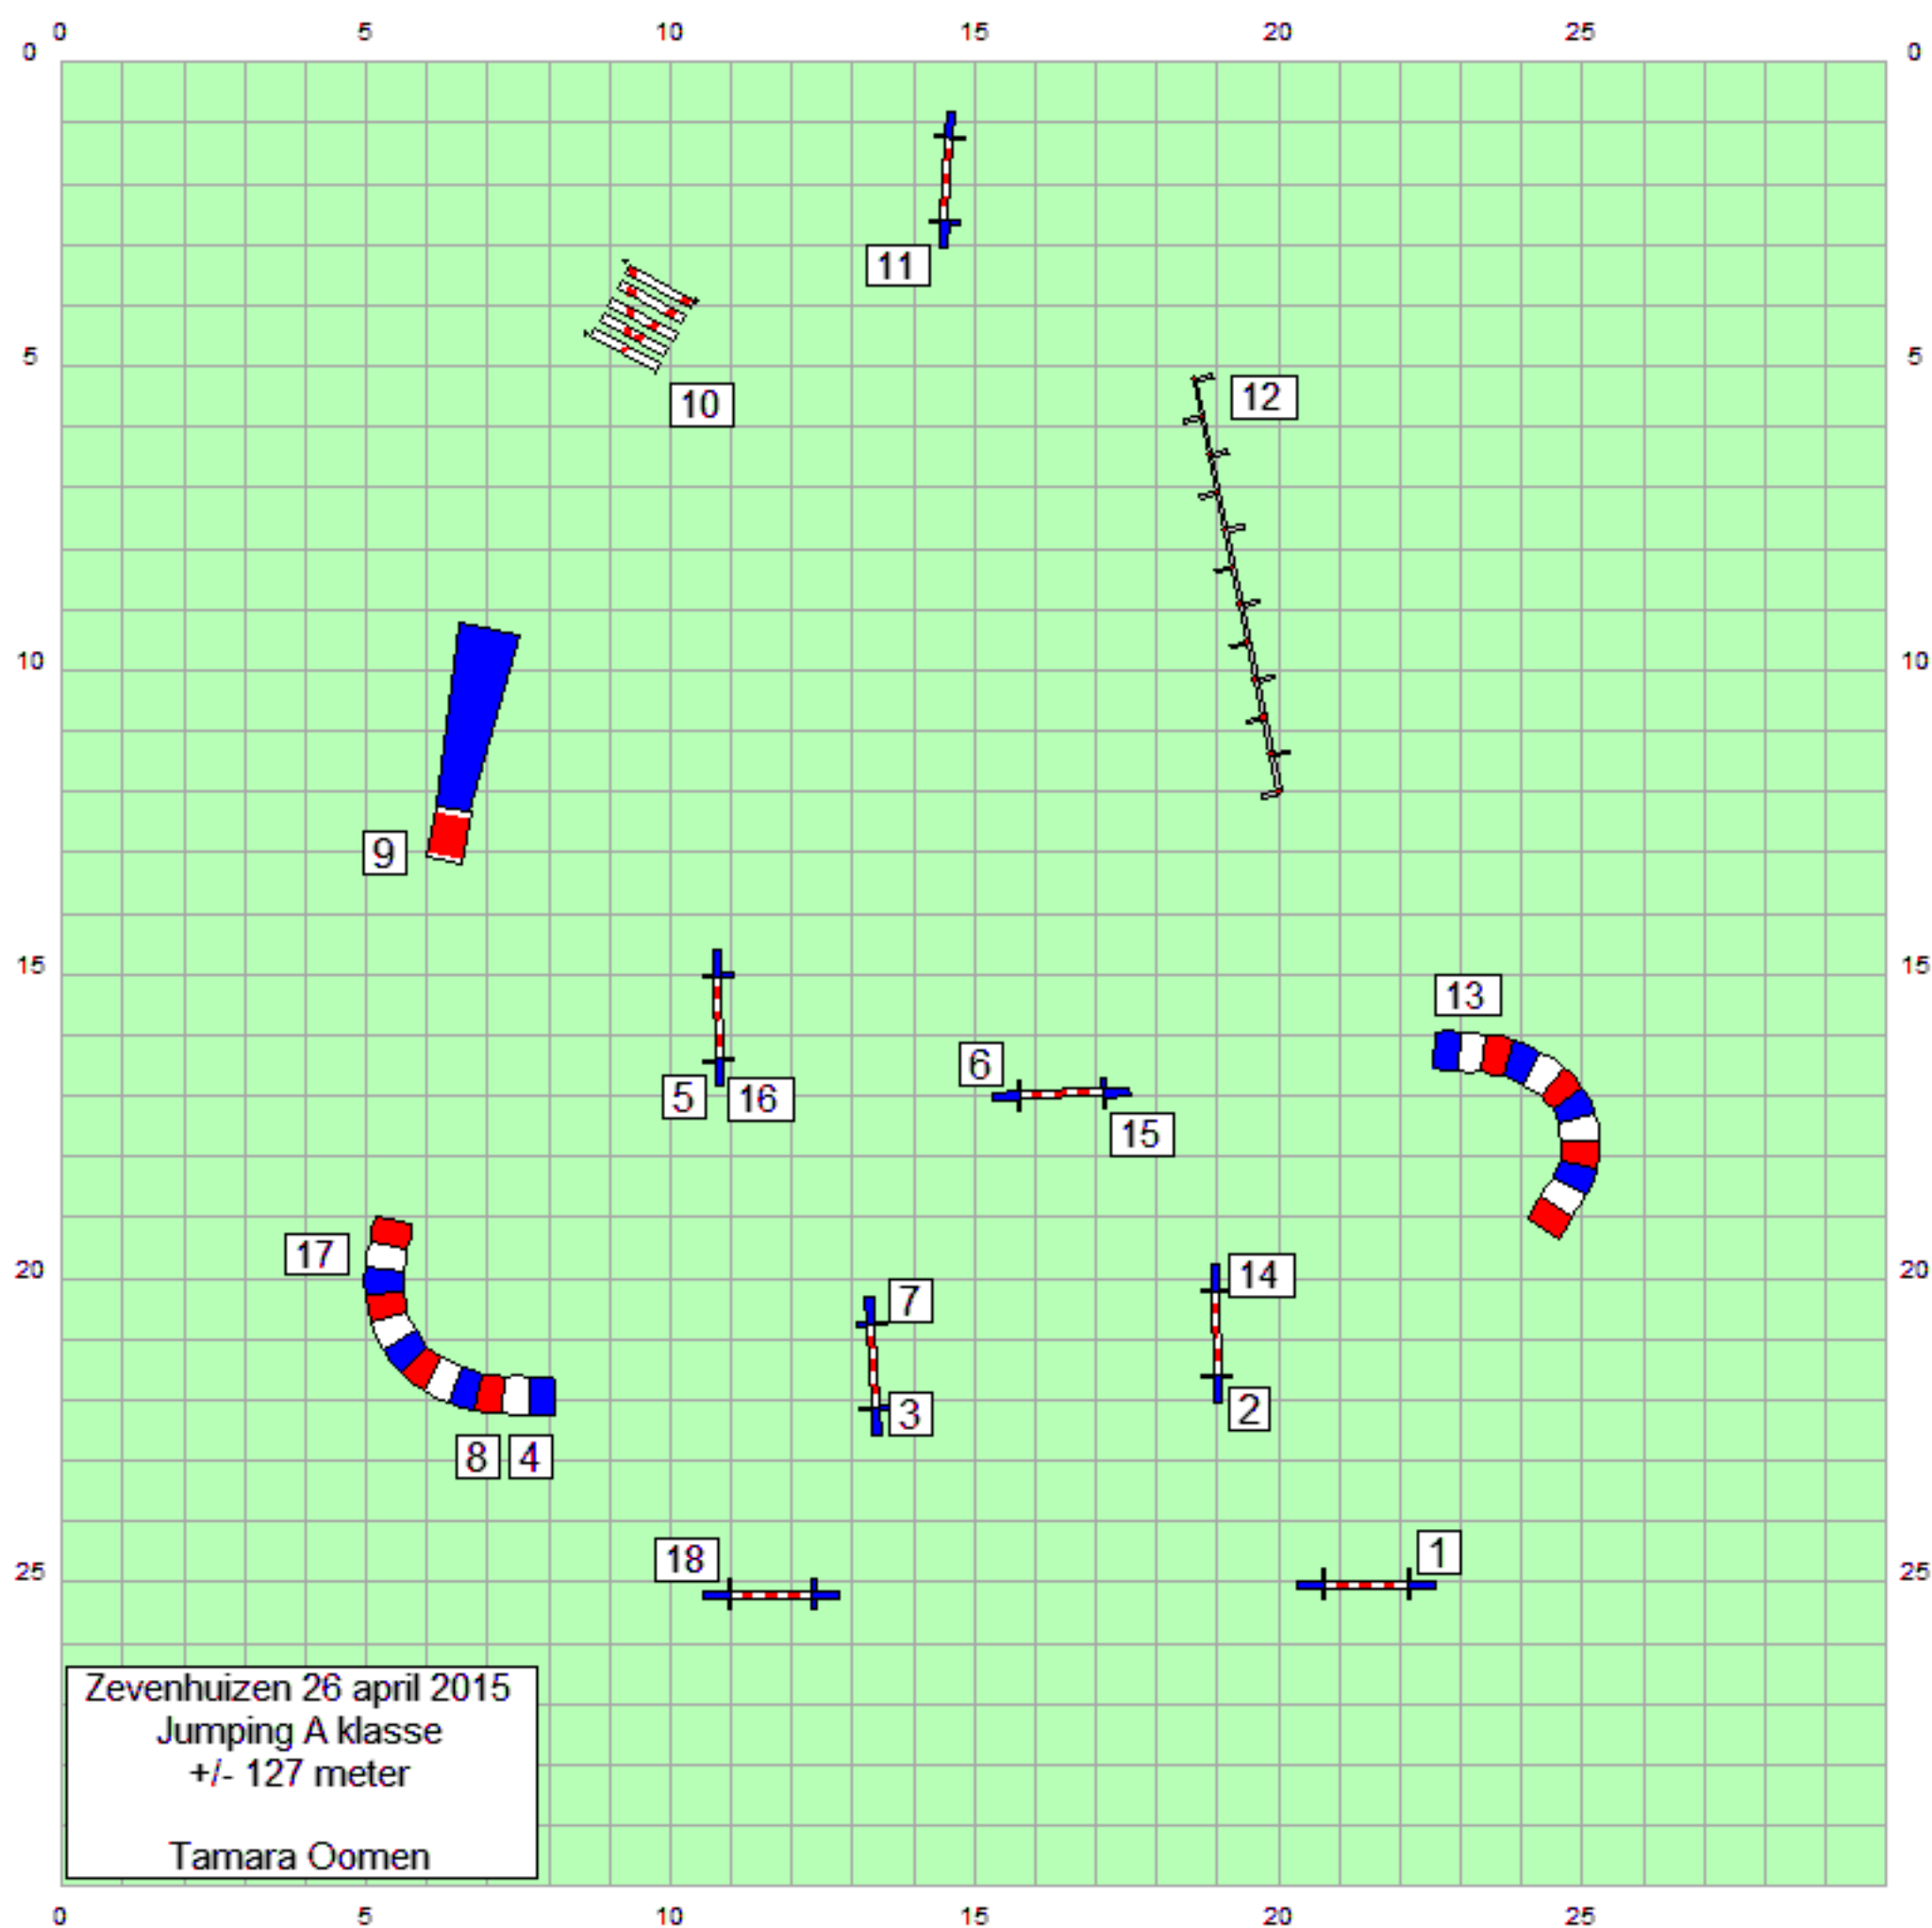 0 5 10 15 20 25
0 0
11
5 5
12
10
10 10
9
15 15
13
6
5 16
15
17
20 14 20
7
3 2
8 4
18 1
25 25
Zevenhuizen 26 april 2015
Jumping A klasse
+/- 127 meter
Tamara Oomen
0 5 10 15 20 25